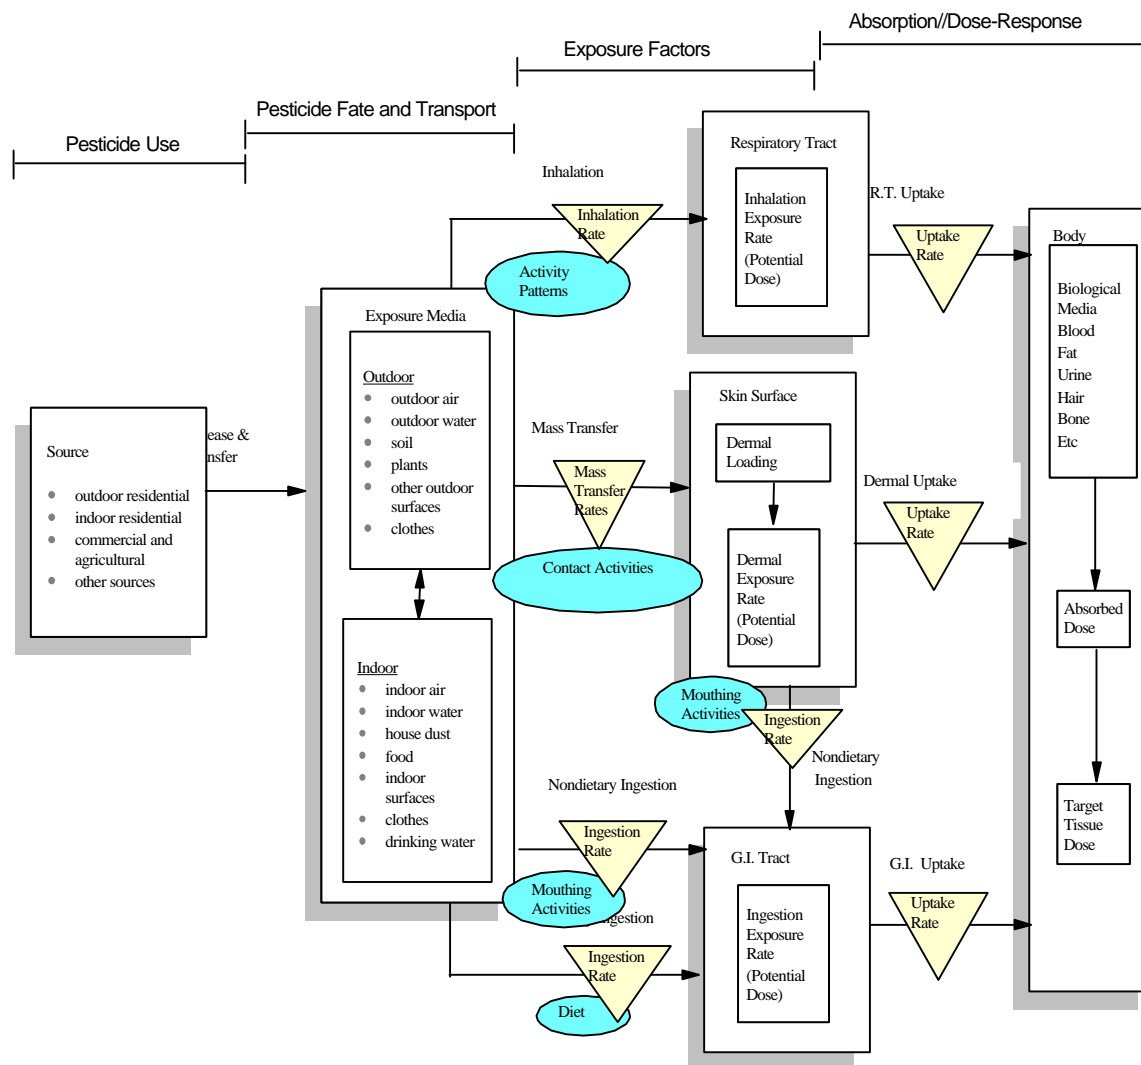 Absorption//Dose-Response
Exposure Factors
Pesticide Fate and Transport
Pesticide Use
Source
outdoor residential
indoor residential
commercial and
agricultural
other sources
ease &
nsfer
Exposure Media
Outdoor
outdoor air
outdoor water
soil
plants
other outdoor
surfaces
clothes
Indoor
indoor air
indoor water
house dust
food
indoor
surfaces
clothes
drinking water
Inhalation
Inhalation
Rate
Activity
Patterns
Mass Transfer
Mass
Transfer
Rates
Contact Activities
Nondietary Ingestion
Ingestion
Rate
Mouthing
Activities
ngestion
Ingestion
Rate
Diet
Respiratory Tract
Inhalation
Exposure
Rate
(Potential
Dose)
Skin Surface
Dermal
Loading
Dermal
Exposure
Rate
(Potential
Dose)
Mouthing
Activities
Ingestion
Rate
Nondietary
Ingestion
G.I. Tract
Ingestion
Exposure
Rate
(Potential
Dose)
R.T. Uptake
Uptake
Rate
Dermal Uptake
Uptake
Rate
G.I. Uptake
Uptake
Rate
Body
Biological
Media
Blood
Fat
Urine
Hair
Bone
Etc
Absorbed
Dose
Target
Tissue
Dose